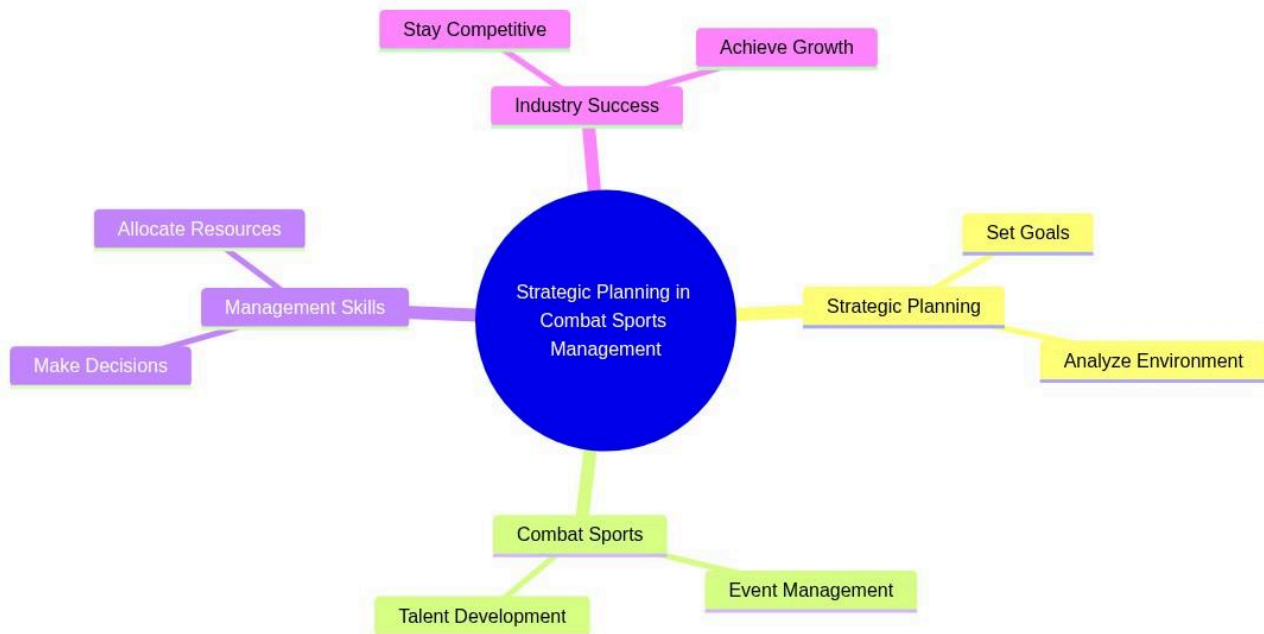 Stay Competitive
Achieve Growth
Industry Success
Allocate Resources
Set Goals
Management Skills
Strategic Planning in
Combat Sports
Management
Strategic Planning
Make Decisions
Analyze Environment
Combat Sports
Event Management
Talent Development